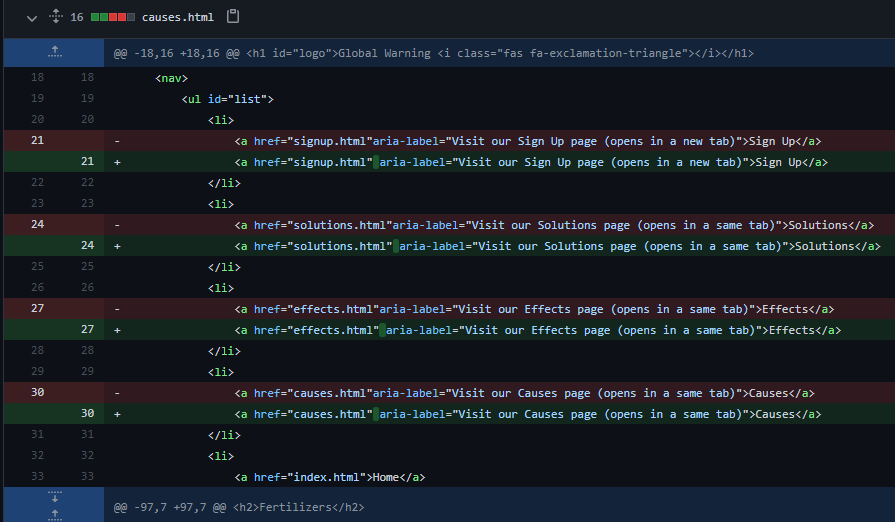 16 causes.html
@@ -18,16 +18,16 @@ <h1 id="logo">Global Warning <i class="fas fa-exclamation-triangle"></i></h1>
18 18 <nav>
19 19 <ul id="list">
20 20 <li>
21 - <a href="signup.html"aria-label="Visit our Sign Up page (opens in a new tab)">Sign Up</a>
21 + <a href="signup.html" aria-label="Visit our Sign Up page (opens in a new tab)">Sign Up</a>
22 22 </li>
23 23 <li>
24 - <a href="solutions.html"aria-label="Visit our Solutions page (opens in a same tab)">Solutions</a>
24 + <a href="solutions.html" aria-label="Visit our Solutions page (opens in a same tab)">Solutions</a>
25 25 </li>
26 26 <li>
27 - <a href="effects.html"aria-label="Visit our Effects page (opens in a same tab)">Effects</a>
27 + <a href="effects.html" aria-label="Visit our Effects page (opens in a same tab)">Effects</a>
28 28 </li>
29 29 <li>
30 - <a href="causes.html"aria-label="Visit our Causes page (opens in a same tab)">Causes</a>
30 + <a href="causes.html" aria-label="Visit our Causes page (opens in a same tab)">Causes</a>
31 31 </li>
32 32 <li>
33 33 <a href="index.html">Home</a>
@@ -97,7 +97,7 @@ <h2>Fertilizers</h2>